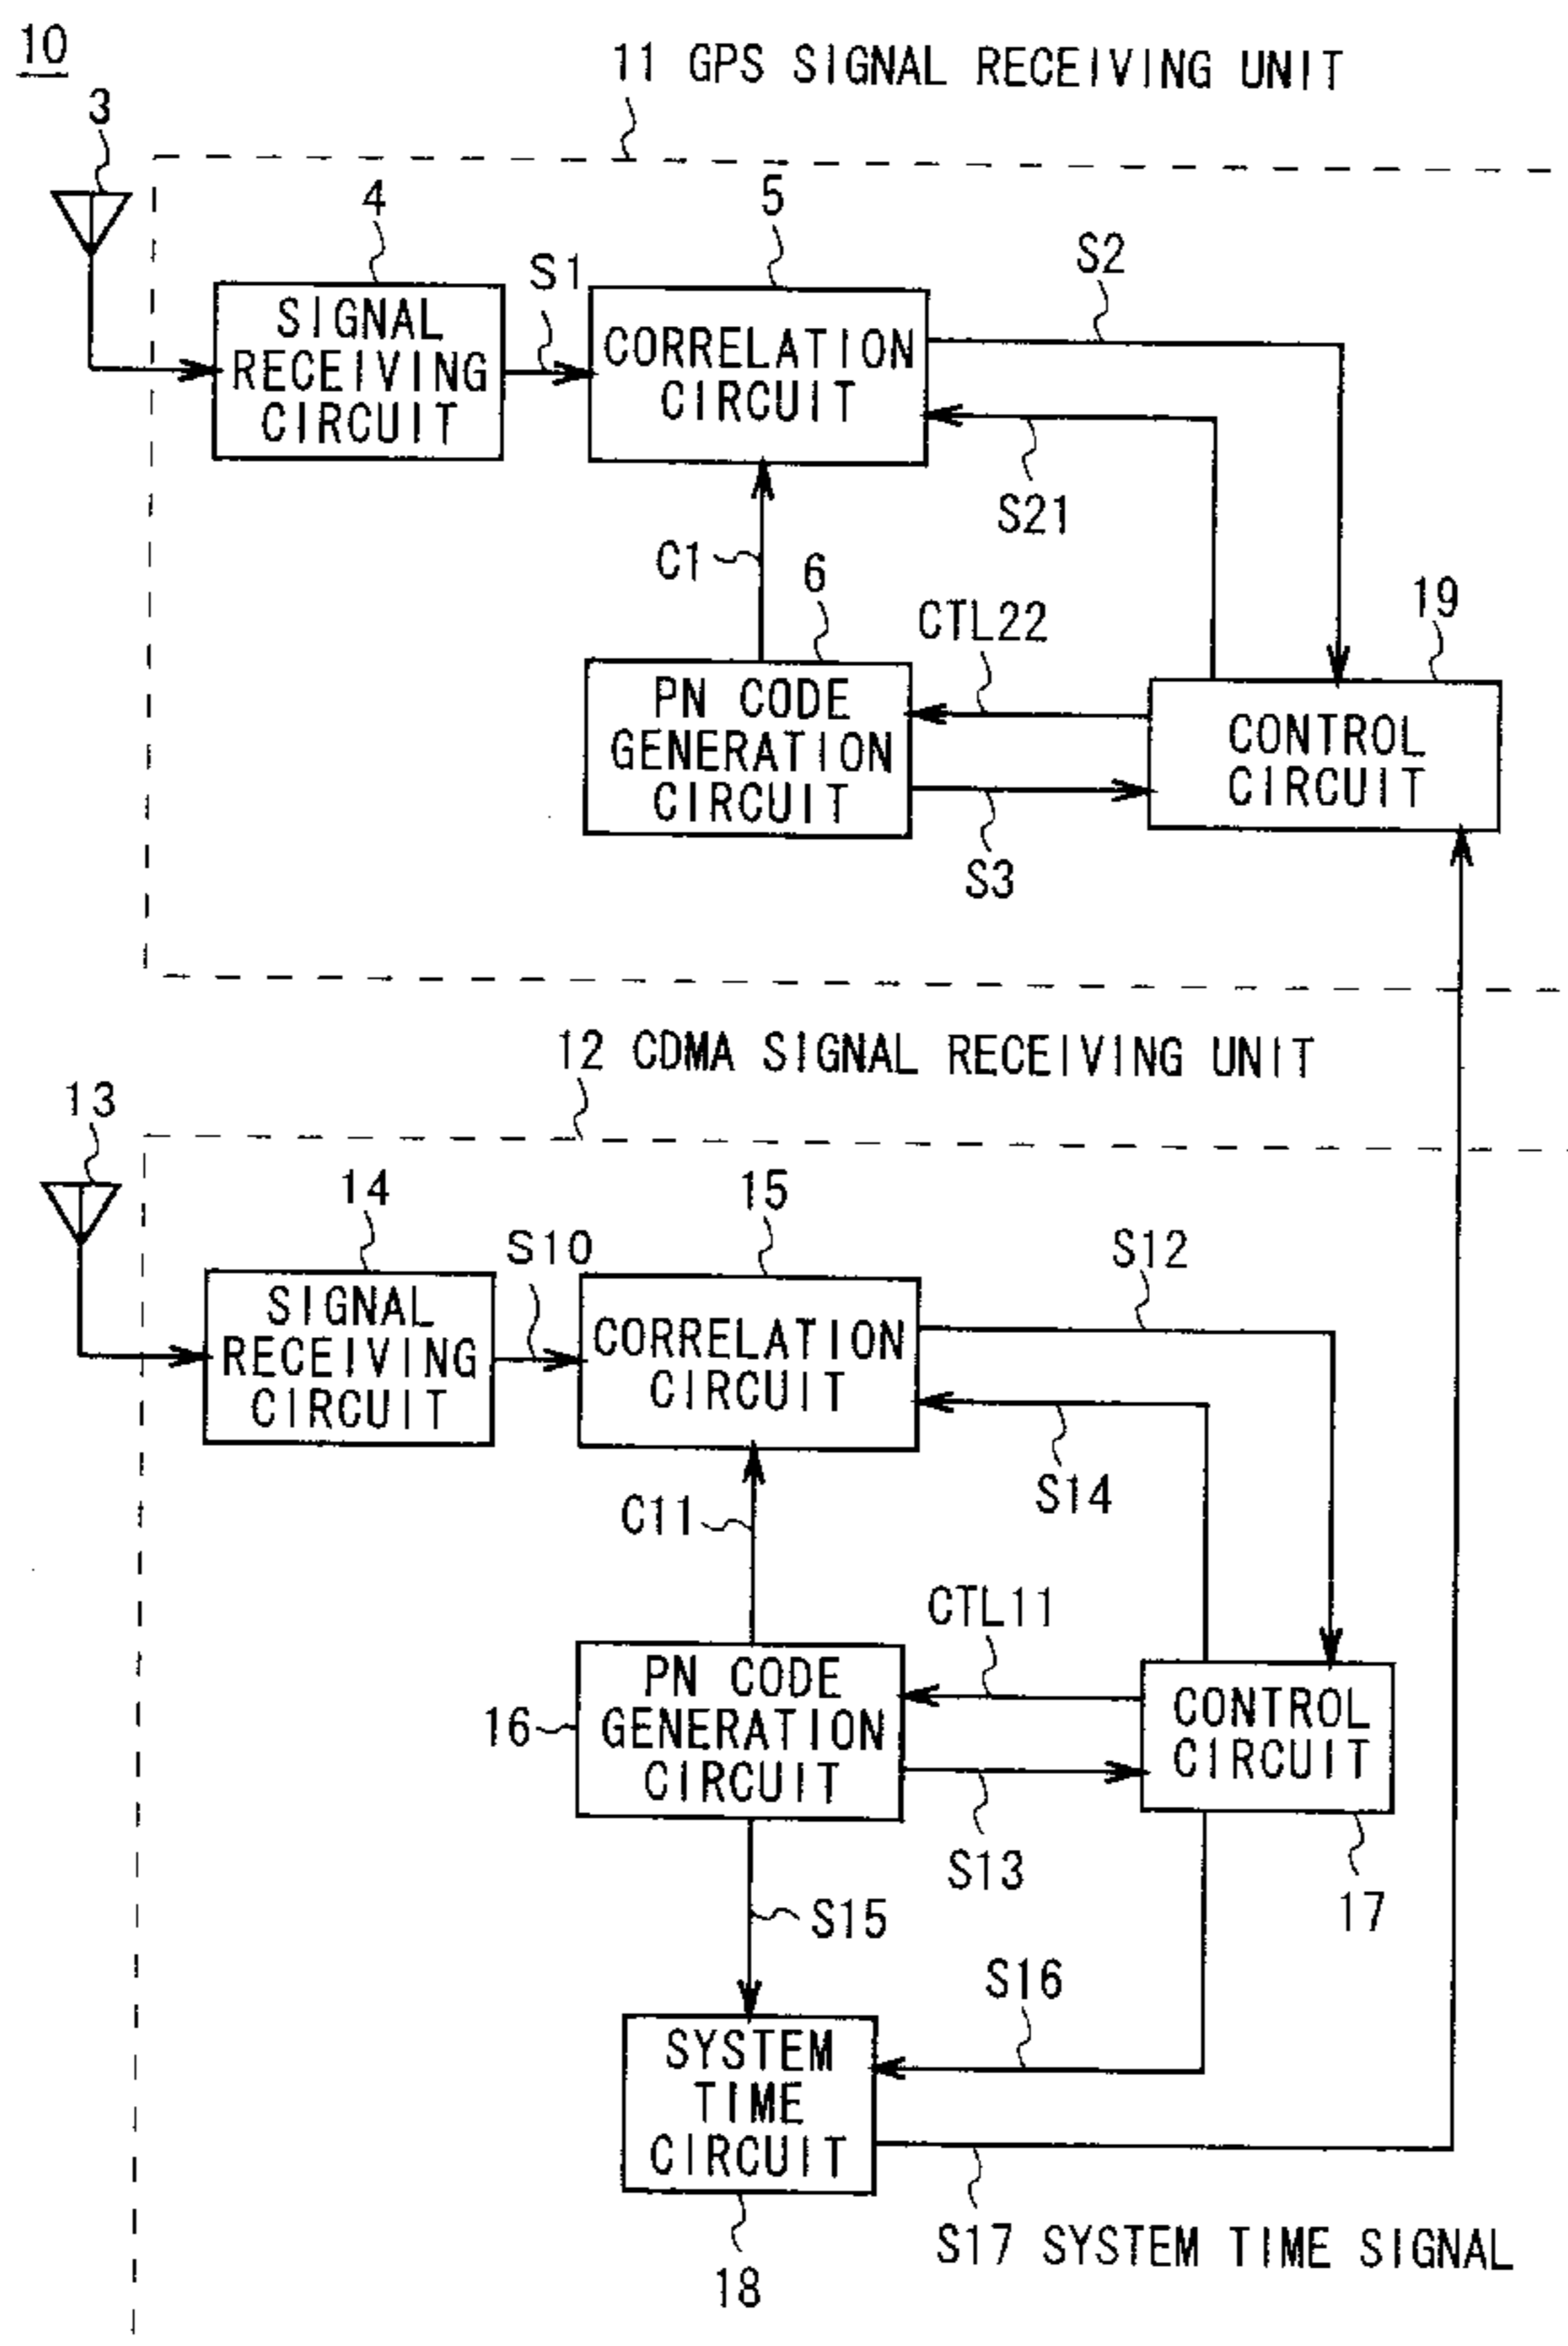 10
11 GPS SIGNAL RECEIVING UNIT
3
4
5
S1
S2
SIGNAL
RECEIVING
CIRCUIT
CORRELATION
CIRCUIT
S21
C1
6
CTL22
19
PN CODE
GENERATION
CIRCUIT
CONTROL
CIRCUIT
S3
12 CDMA SIGNAL RECEIVING UNIT
13
14
15
S10
S12
SIGNAL
RECEIVING
CIRCUIT
CORRELATION
CIRCUIT
S14
C11
CTL11
16
PN CODE
GENERATION
CIRCUIT
CONTROL
CIRCUIT
S13
17
S15
S16
SYSTEM
TIME
CIRCUIT
S17 SYSTEM TIME SIGNAL
18